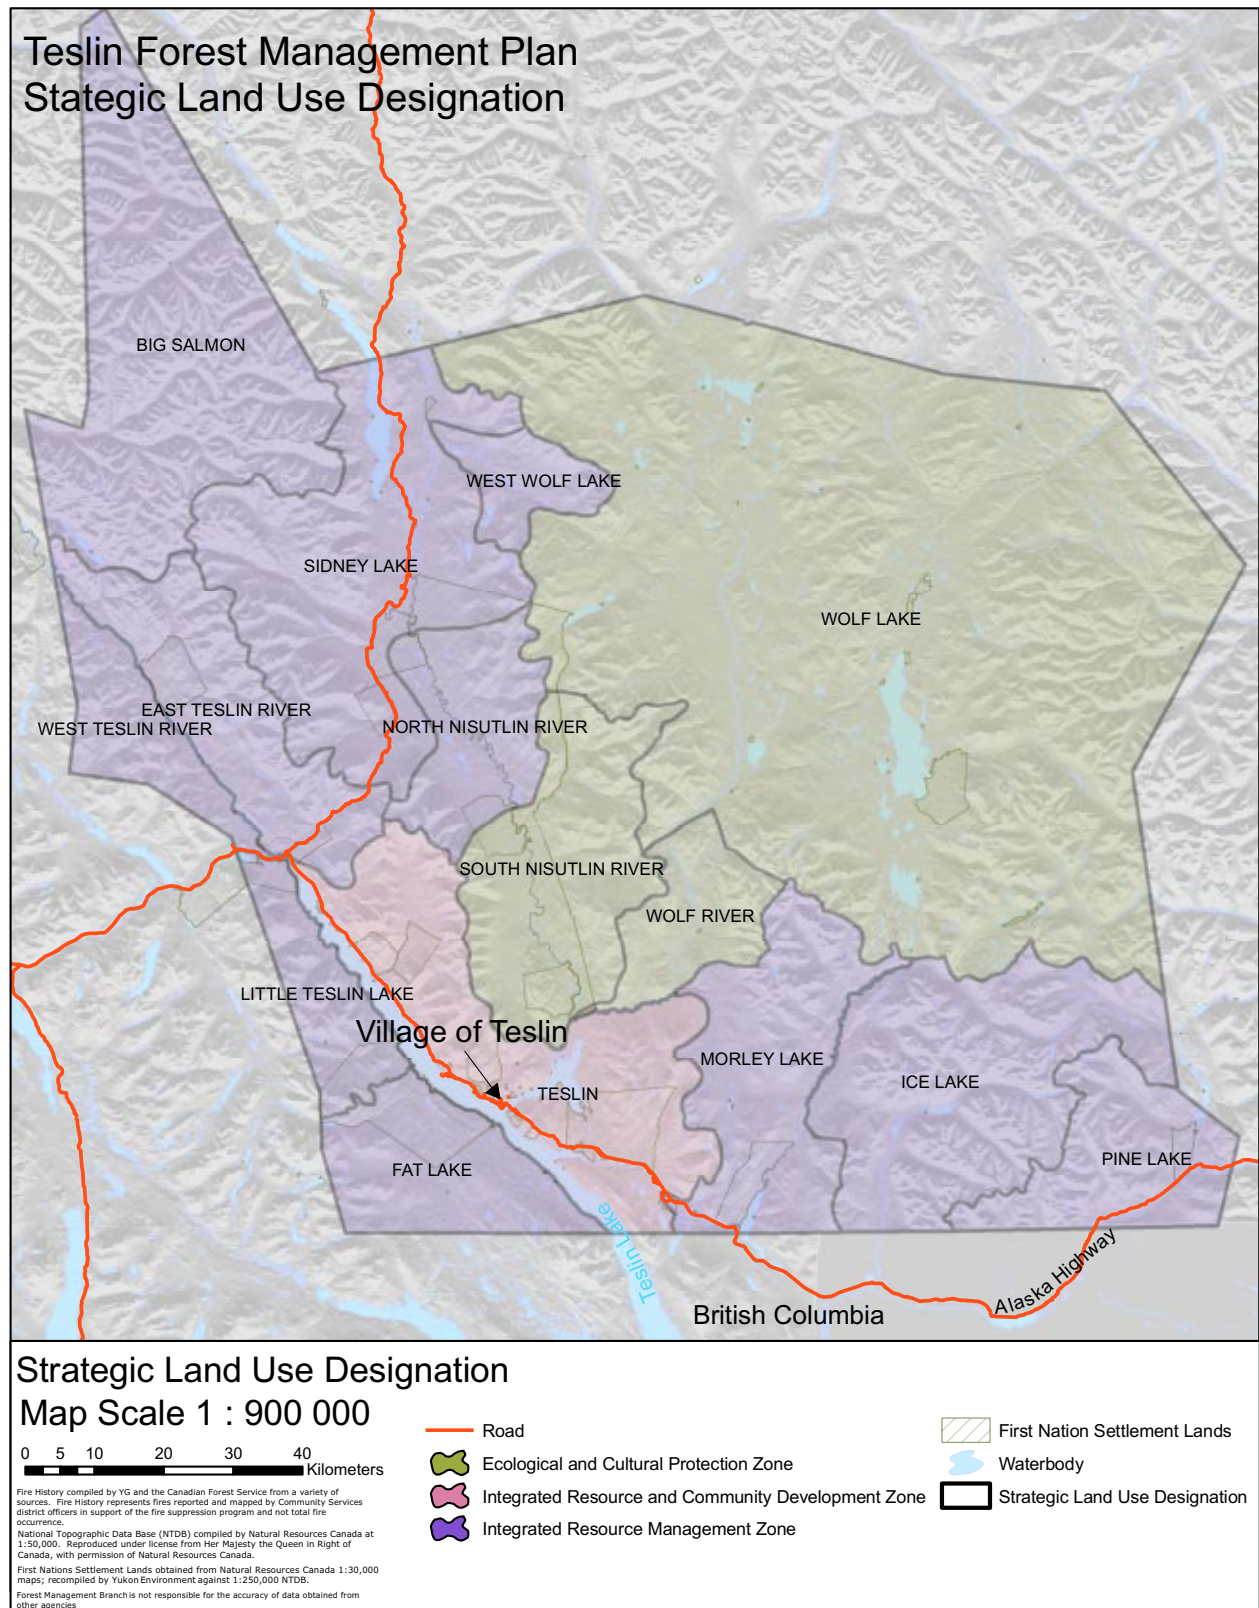 Teslin Forest Management Plan
Stategic Land Use Designation
BIG SALMON
WEST WOLF LAKE
SIDNEY LAKE
WOLF LAKE
EAST TESLIN RIVER
WEST TESLIN RIVER
NORTH NISUTLIN RIVER
SOUTH NISUTLIN RIVER
WOLF RIVER
LITTLE TESLIN LAKE
Village of Teslin
MORLEY LAKE
ICE LAKE
TESLIN
PINE LAKE
FAT LAKE
Teslin Lake
Alaska Highway
British Columbia
Strategic Land Use Designation
Map Scale 1 : 900 000
0 5 10 20 30 40
Kilometers
Fire History compiled by YG and the Canadian Forest Service from a variety of
sources. Fire History represents fires reported and mapped by Community Services
district officers in support of the fire suppression program and not total fire
occurrence.
National Topographic Data Base (NTDB) compiled by Natural Resources Canada at
1:50,000. Reproduced under license from Her Majesty the Queen in Right of
Canada, with permission of Natural Resources Canada.
First Nations Settlement Lands obtained from Natural Resources Canada 1:30,000
maps; recompiled by Yukon Environment against 1:250,000 NTDB.
Forest Management Branch is not responsible for the accuracy of data obtained from
other agencies
Road
Ecological and Cultural Protection Zone
Integrated Resource and Community Development Zone
Integrated Resource Management Zone
First Nation Settlement Lands
Waterbody
Strategic Land Use Designation